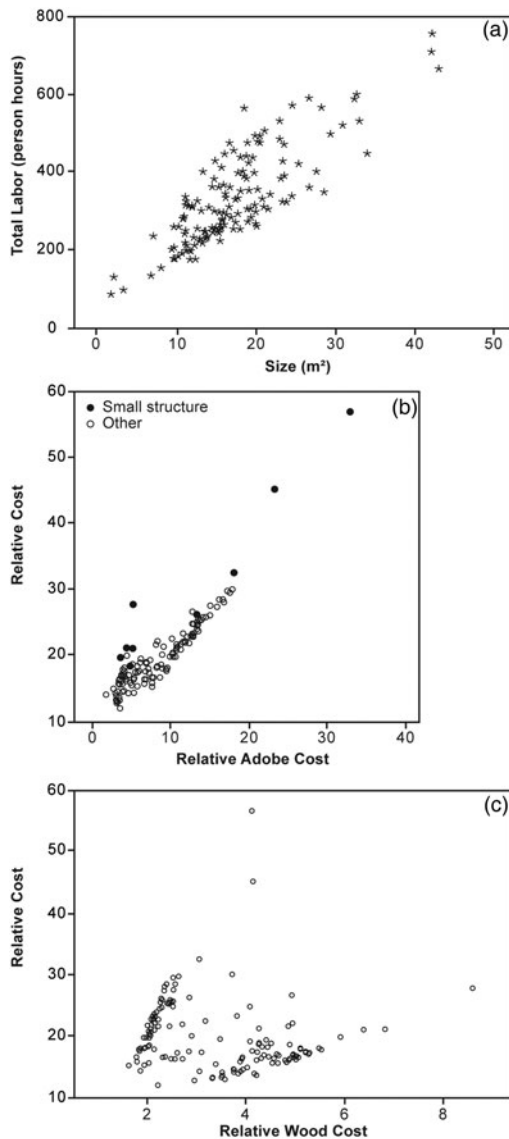 (a)
Total Labor (person hours)
800
600
400
200
0
0 10 20 30 40 50
Size (m²)
(b)
Small structure
Other
Relative Cost
60
50
40
30
20
10
0 10 20 30 40
Relative Adobe Cost
(c)
Relative Cost
60
50
40
30
20
10
2 4 6 8
Relative Wood Cost